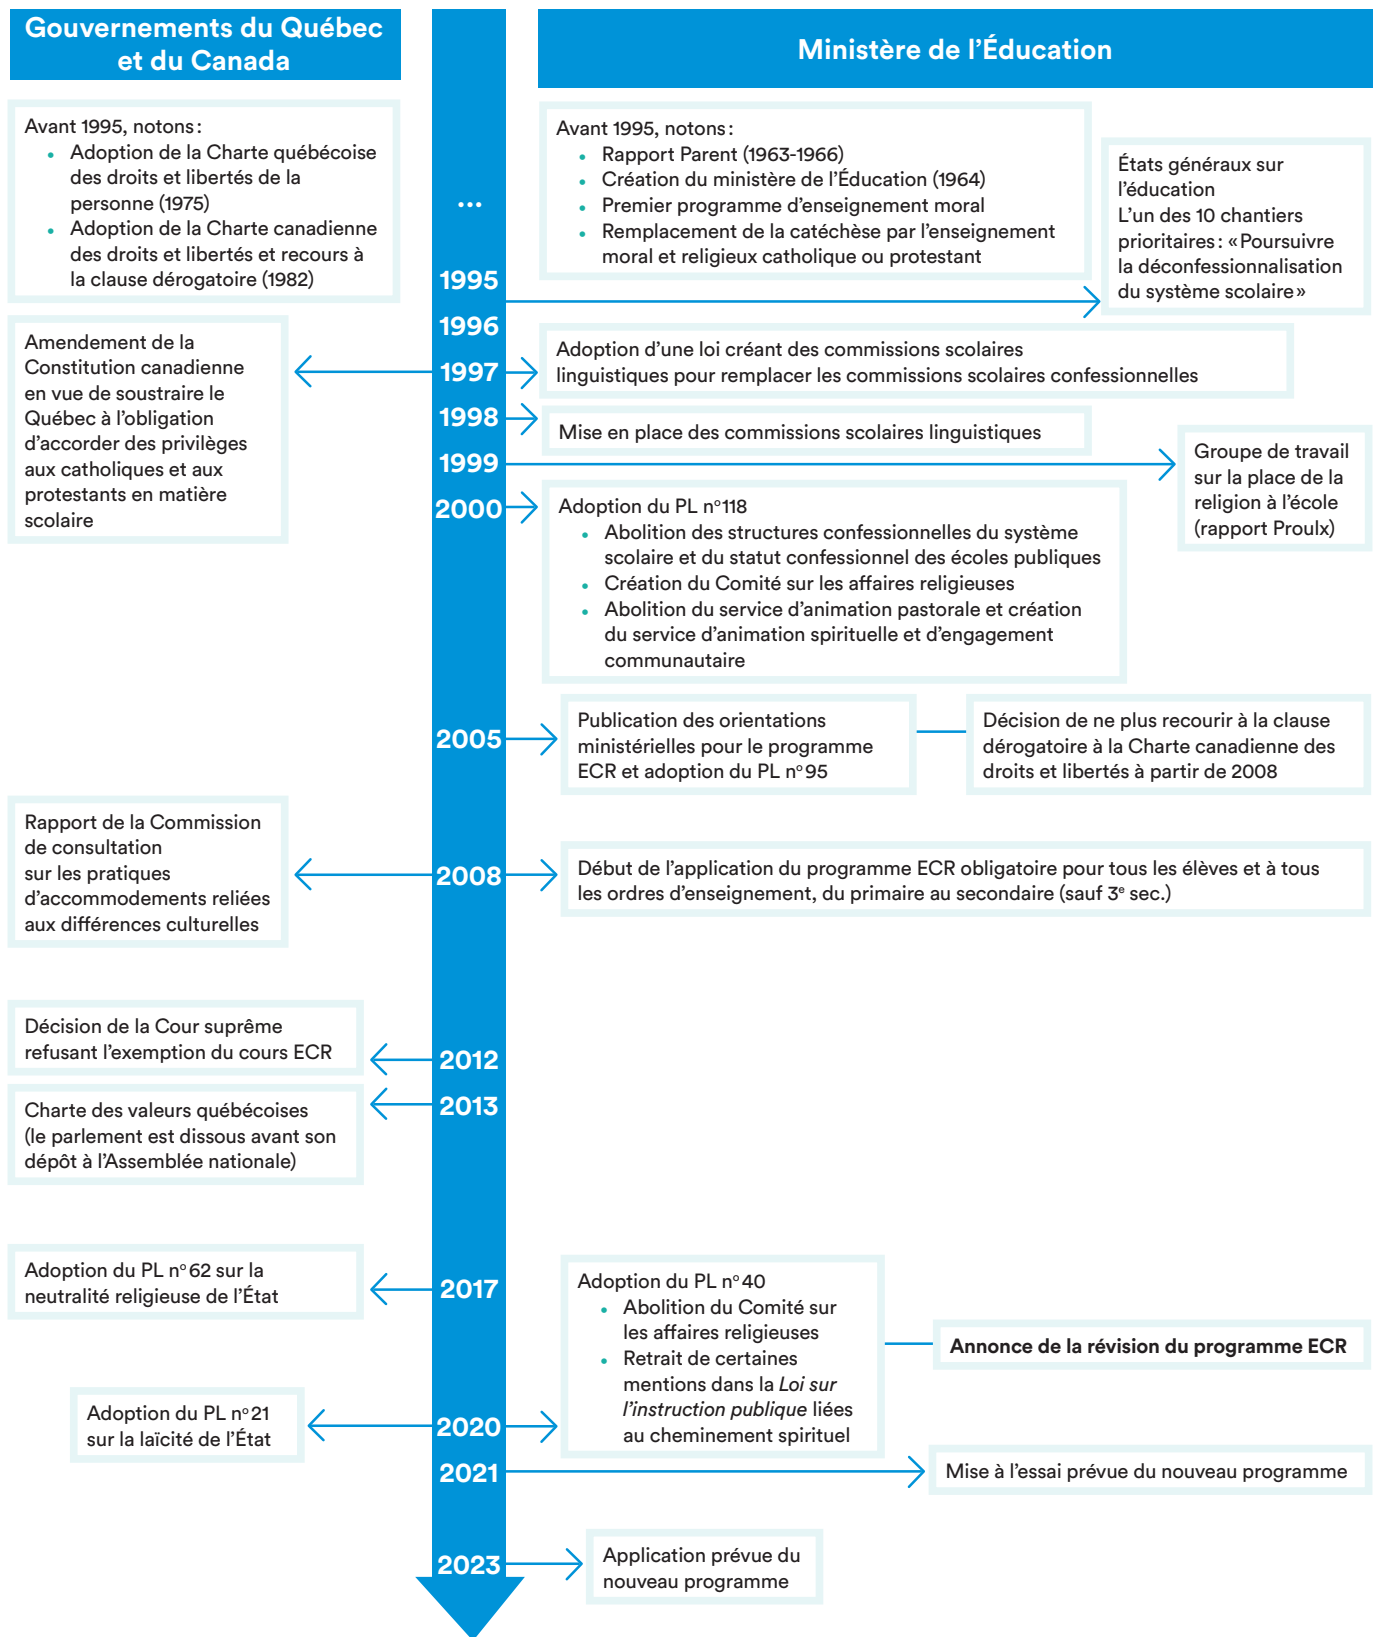 Gouvernements du Québec
et du Canada
Ministère de l’Éducation
Avant 1995, notons :
• Adoption de la Charte québécoise
des droits et libertés de la
personne (1975)
• Adoption de la Charte canadienne
des droits et libertés et recours à
la clause dérogatoire (1982)
...
Avant 1995, notons :
• Rapport Parent (1963-1966)
• Création du ministère de l’Éducation (1964)
• Premier programme d’enseignement moral
• Remplacement de la catéchèse par l’enseignement
moral et religieux catholique ou protestant
1995
États généraux sur
l’éducation
L’un des 10 chantiers
prioritaires : « Poursuivre
la déconfessionnalisation
du système scolaire »
1996
Amendement de la
Constitution canadienne
en vue de soustraire le
Québec à l’obligation
d’accorder des privilèges
aux catholiques et aux
protestants en matière
scolaire
1997
Adoption d’une loi créant des commissions scolaires
linguistiques pour remplacer les commissions scolaires confessionnelles
1998
Mise en place des commissions scolaires linguistiques
1999
Groupe de travail
sur la place de la
religion à l’école
(rapport Proulx)
2000
Adoption du PL nº 118
• Abolition des structures confessionnelles du système
scolaire et du statut confessionnel des écoles publiques
• Création du Comité sur les affaires religieuses
• Abolition du service d’animation pastorale et création
du service d’animation spirituelle et d’engagement
communautaire
2005
Publication des orientations
ministérielles pour le programme
ECR et adoption du PL nº 95
Décision de ne plus recourir à la clause
dérogatoire à la Charte canadienne des
droits et libertés à partir de 2008
Rapport de la Commission
de consultation
sur les pratiques
d’accommodements reliées
aux différences culturelles
2008
Début de l’application du programme ECR obligatoire pour tous les élèves et à tous
les ordres d’enseignement, du primaire au secondaire (sauf 3e sec.)
Décision de la Cour suprême
refusant l’exemption du cours ECR
2012
Charte des valeurs québécoises
(le parlement est dissous avant son
dépôt à l’Assemblée nationale)
2013
Adoption du PL nº 62 sur la
neutralité religieuse de l’État
2017
Adoption du PL nº 21
sur la laïcité de l’État
2020
Adoption du PL nº 40
• Abolition du Comité sur
les affaires religieuses
• Retrait de certaines
mentions dans la Loi sur
l’instruction publique liées
au cheminement spirituel
Annonce de la révision du programme ECR
2021
Mise à l’essai prévue du nouveau programme
2023
Application prévue du
nouveau programme